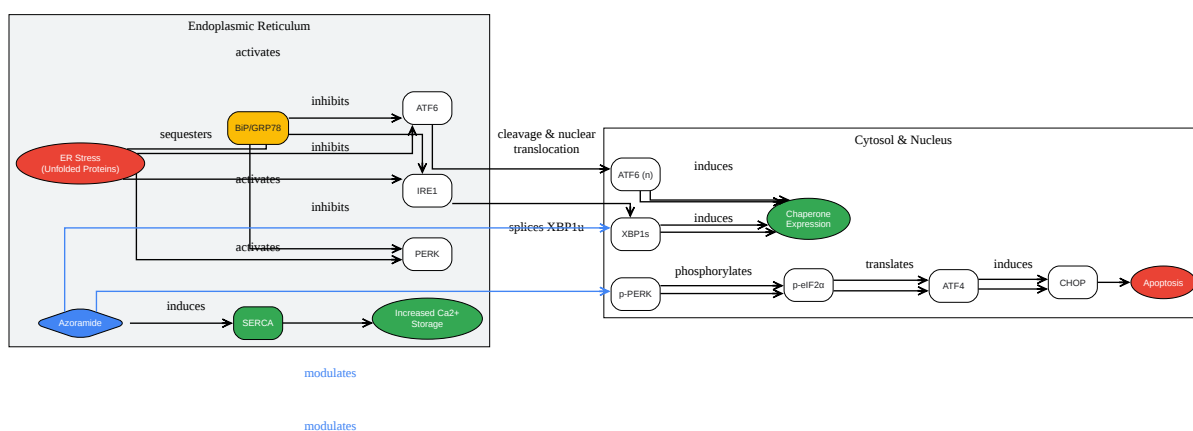 Endoplasmic Reticulum
activates
inhibits
ATF6
BiP/GRP78
sequesters
inhibits
ER Stress
(Unfolded Proteins)
activates
IRE1
inhibits
activates
PERK
induces
Azoramide
SERCA
Increased Ca2+
Storage
cleavage & nuclear
translocation
splices XBP1u
Cytosol & Nucleus
ATF6 (n)
induces
Chaperone
Expression
XBP1s
induces
p-PERK
phosphorylates
p-eIF2α
translates
ATF4
induces
CHOP
Apoptosis
modulates
modulates